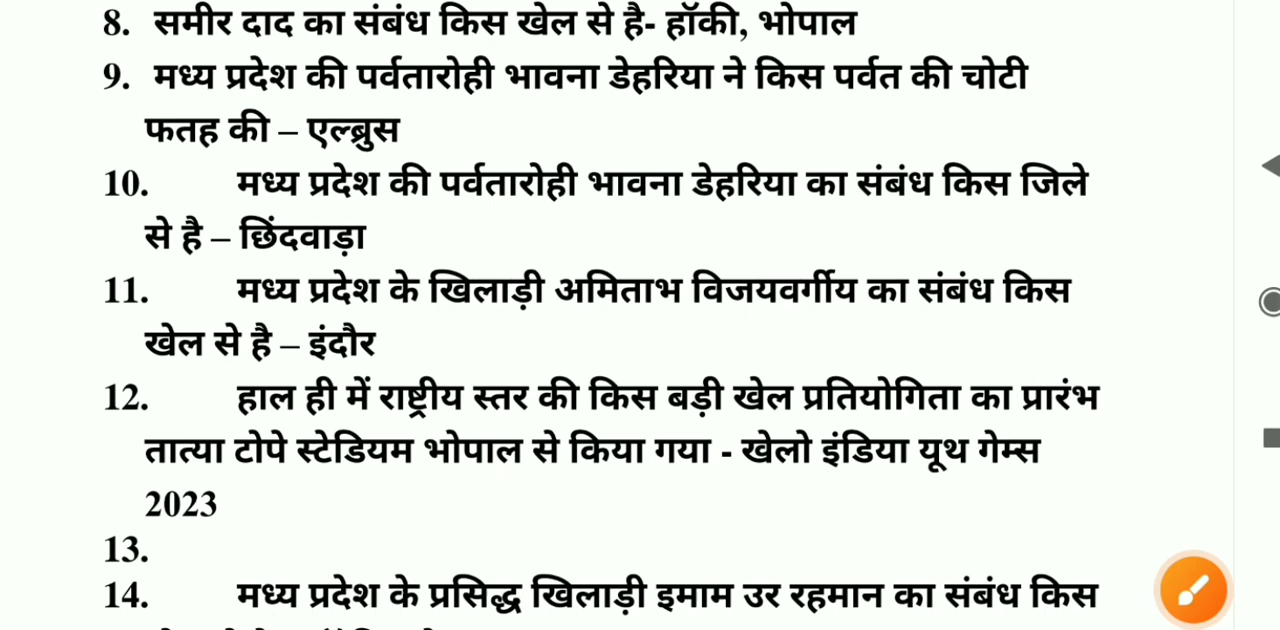 8. समीर दाद का संबंध किस खेल से है- हॉकी, भोपाल
9. मध्य प्रदेश की पर्वतारोही भावना डेहरिया ने किस पर्वत की चोटी
फतह की – एल्ब्रुस
10. मध्य प्रदेश की पर्वतारोही भावना डेहरिया का संबंध किस जिले
से है – छिंदवाड़ा
11. मध्य प्रदेश के खिलाड़ी अमिताभ विजयवर्गीय का संबंध किस
खेल से है – इंदौर
12. हाल ही में राष्ट्रीय स्तर की किस बड़ी खेल प्रतियोगिता का प्रारंभ
तात्या टोपे स्टेडियम भोपाल से किया गया - खेलो इंडिया यूथ गेम्स
2023
13.
14. मध्य प्रदेश के प्रसिद्ध खिलाड़ी इमाम उर रहमान का संबंध किस